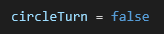 circleTurn = false